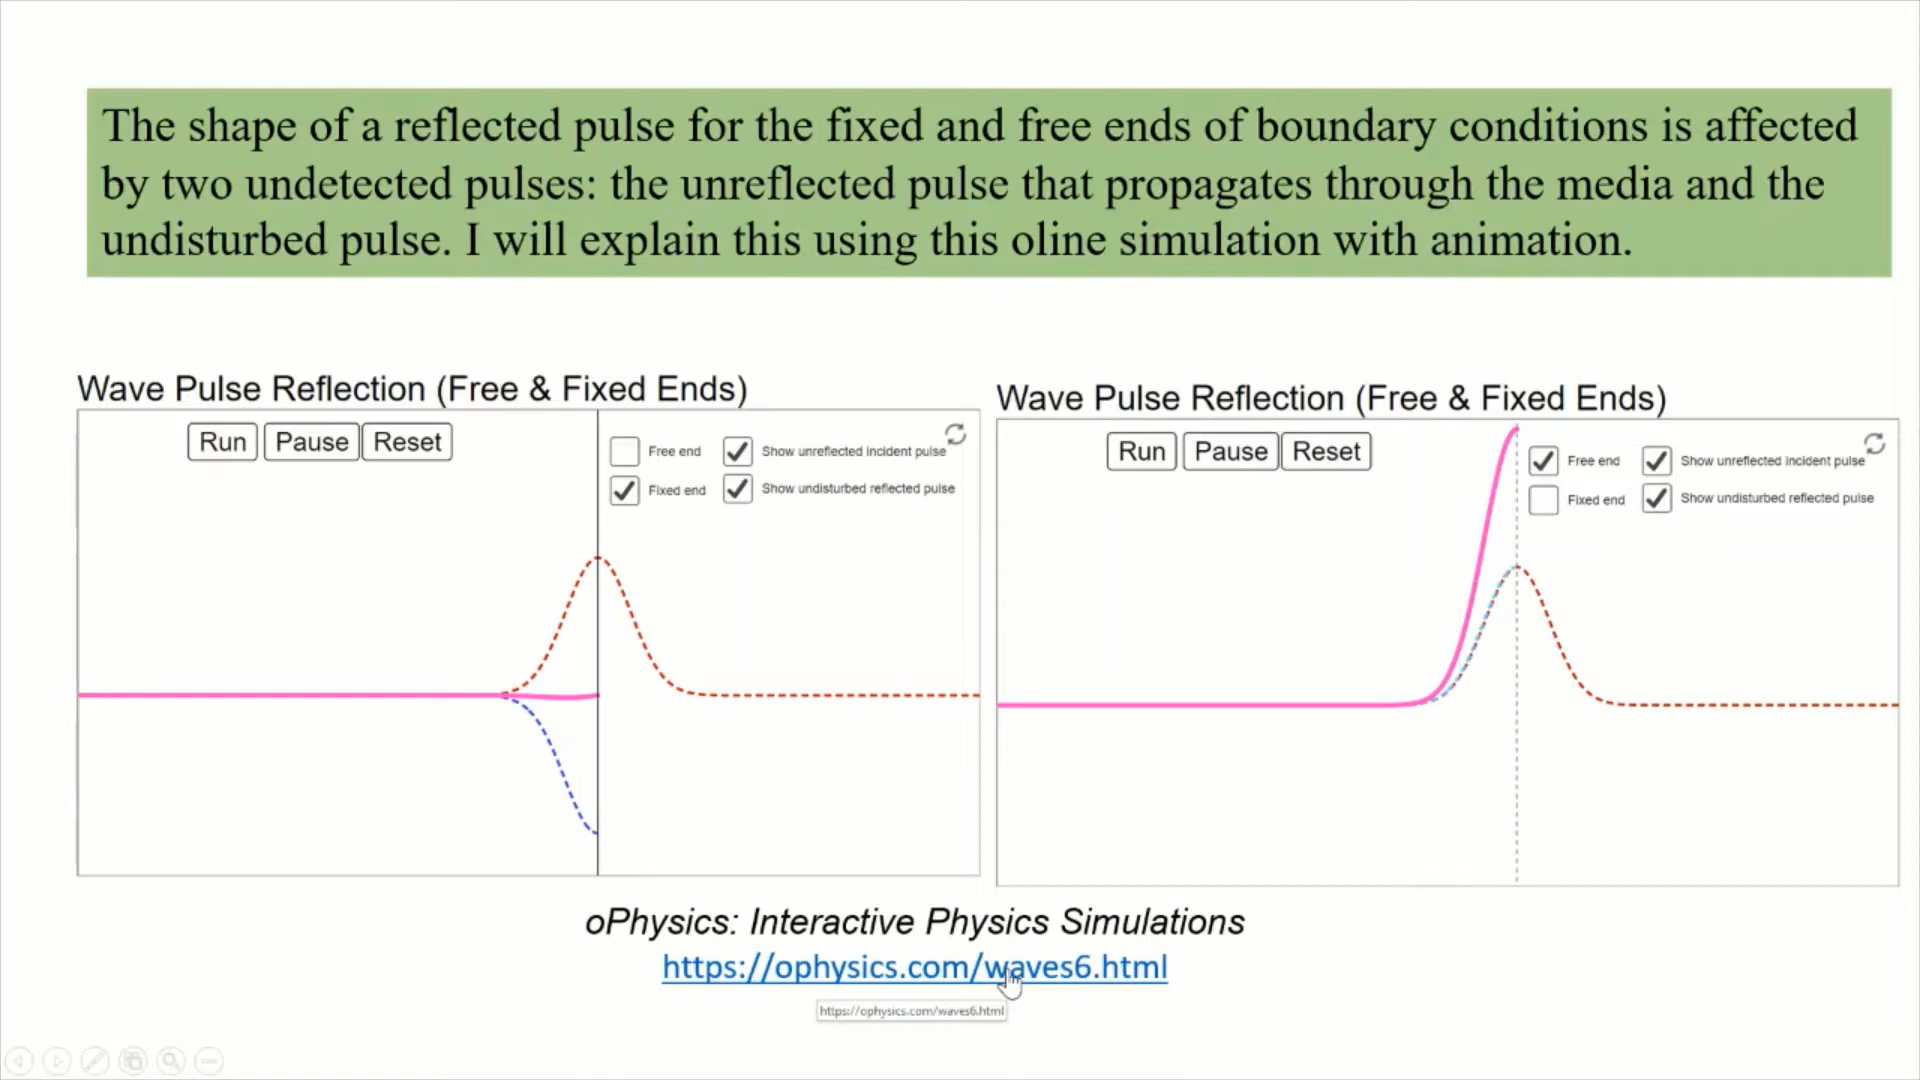 The shape of a reflected pulse for the fixed and free ends of boundary conditions is affected
by two undetected pulses: the unreflected pulse that propagates through the media and the
undisturbed pulse. I will explain this using this oline simulation with animation.
Wave Pulse Reflection (Free & Fixed Ends)
Run Pause Reset
Free end Show unreflected incident pulse
Fixed end Show undisturbed reflected pulse
Wave Pulse Reflection (Free & Fixed Ends)
Run Pause Reset
Free end Show unreflected incident pulse
Fixed end Show undisturbed reflected pulse
oPhysics: Interactive Physics Simulations
https://ophysics.com/waves6.html
https://ophysics.com/waves6.html